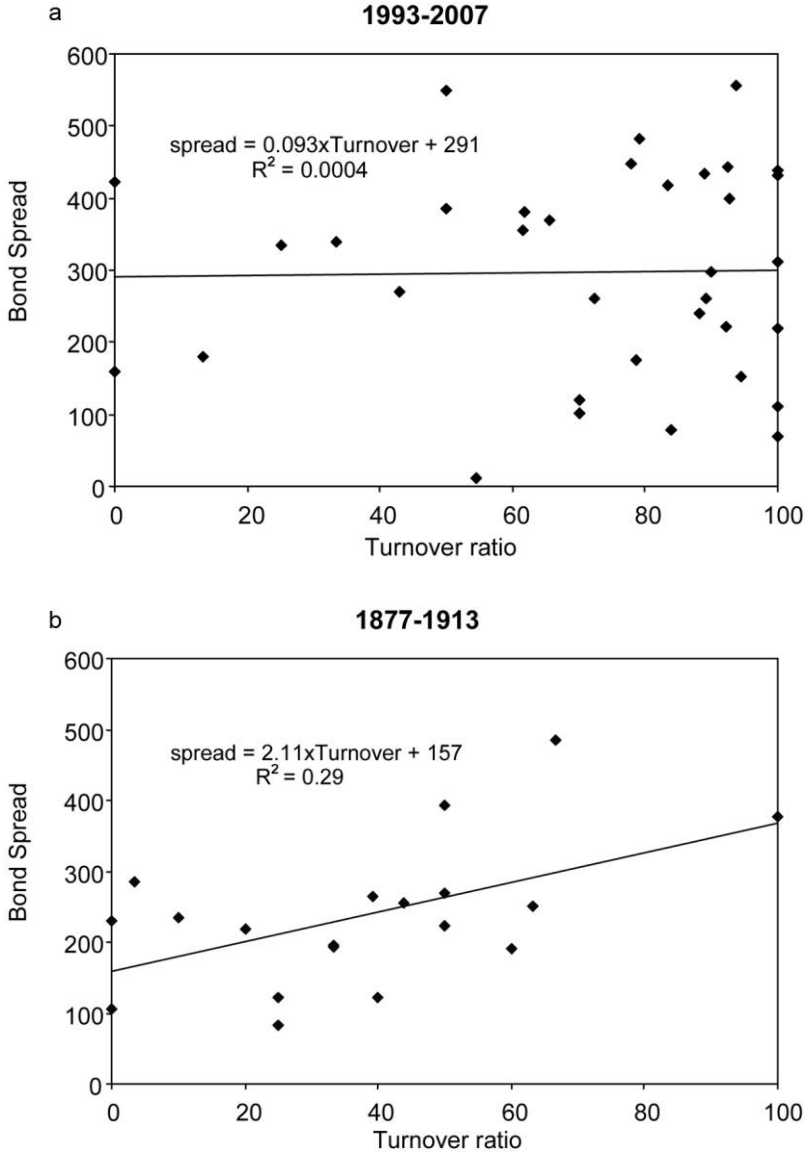 a
1993-2007
600
500
400
300
200
100
0
spread = 0.093xTurnover + 291
R² = 0.0004
Bond Spread
0 20 40 60 80 100
Turnover ratio
b
1877-1913
600
500
400
300
200
100
0
spread = 2.11xTurnover + 157
R² = 0.29
Bond Spread
0 20 40 60 80 100
Turnover ratio